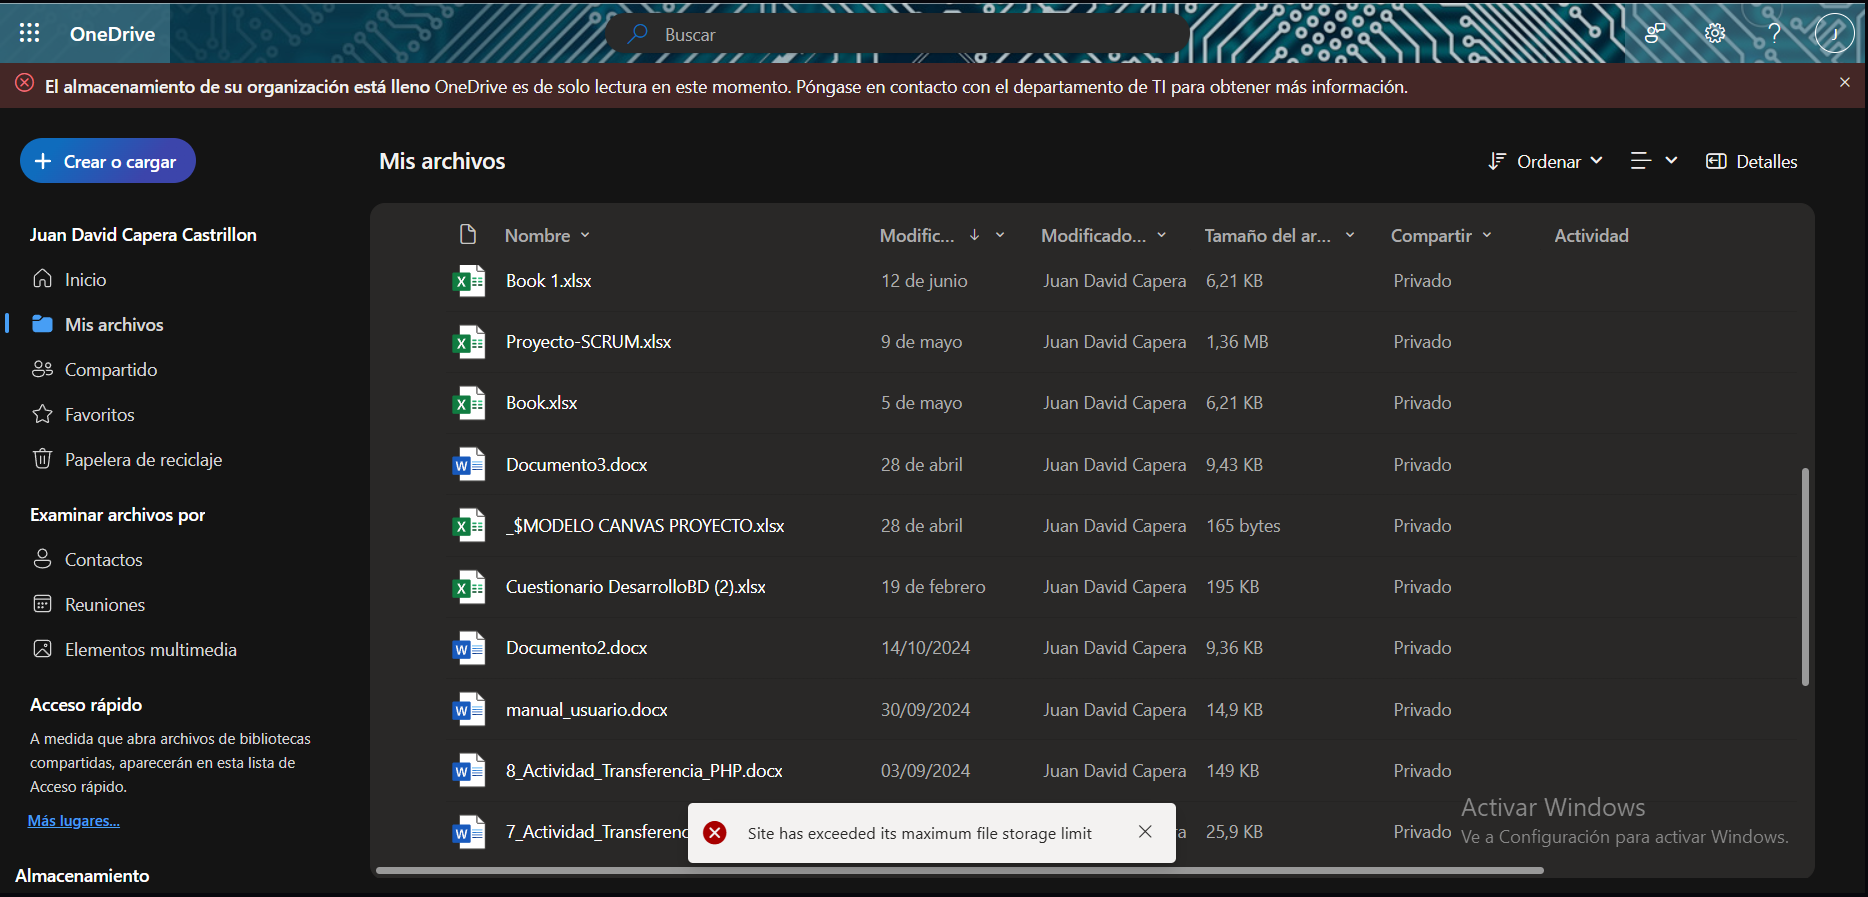 OneDrive
Buscar
J
El almacenamiento de su organización está lleno OneDrive es de solo lectura en este momento. Póngase en contacto con el departamento de TI para obtener más información.
Crear o cargar
Mis archivos
Ordenar
Detalles
Juan David Capera Castrillon
Inicio
Mis archivos
Compartido
Favoritos
Papelera de reciclaje
Examinar archivos por
Contactos
Reuniones
Elementos multimedia
Acceso rápido
A medida que abra archivos de bibliotecas
compartidas, aparecerán en esta lista de
Acceso rápido.
Más lugares...
Almacenamiento
Nombre Modific... Modificado... Tamaño del ar... Compartir Actividad
Book 1.xlsx 12 de junio Juan David Capera 6,21 KB Privado
Proyecto-SCRUM.xlsx 9 de mayo Juan David Capera 1,36 MB Privado
Book.xlsx 5 de mayo Juan David Capera 6,21 KB Privado
Documento3.docx 28 de abril Juan David Capera 9,43 KB Privado
_$MODELO CANVAS PROYECTO.xlsx 28 de abril Juan David Capera 165 bytes Privado
Cuestionario DesarrolloBD (2).xlsx 19 de febrero Juan David Capera 195 KB Privado
Documento2.docx 14/10/2024 Juan David Capera 9,36 KB Privado
manual_usuario.docx 30/09/2024 Juan David Capera 14,9 KB Privado
8_Actividad_Transferencia_PHP.docx 03/09/2024 Juan David Capera 149 KB Privado
7_Actividad_Transferenc ra 25,9 KB Privado
Site has exceeded its maximum file storage limit
Activar Windows
Ve a Configuración para activar Windows.